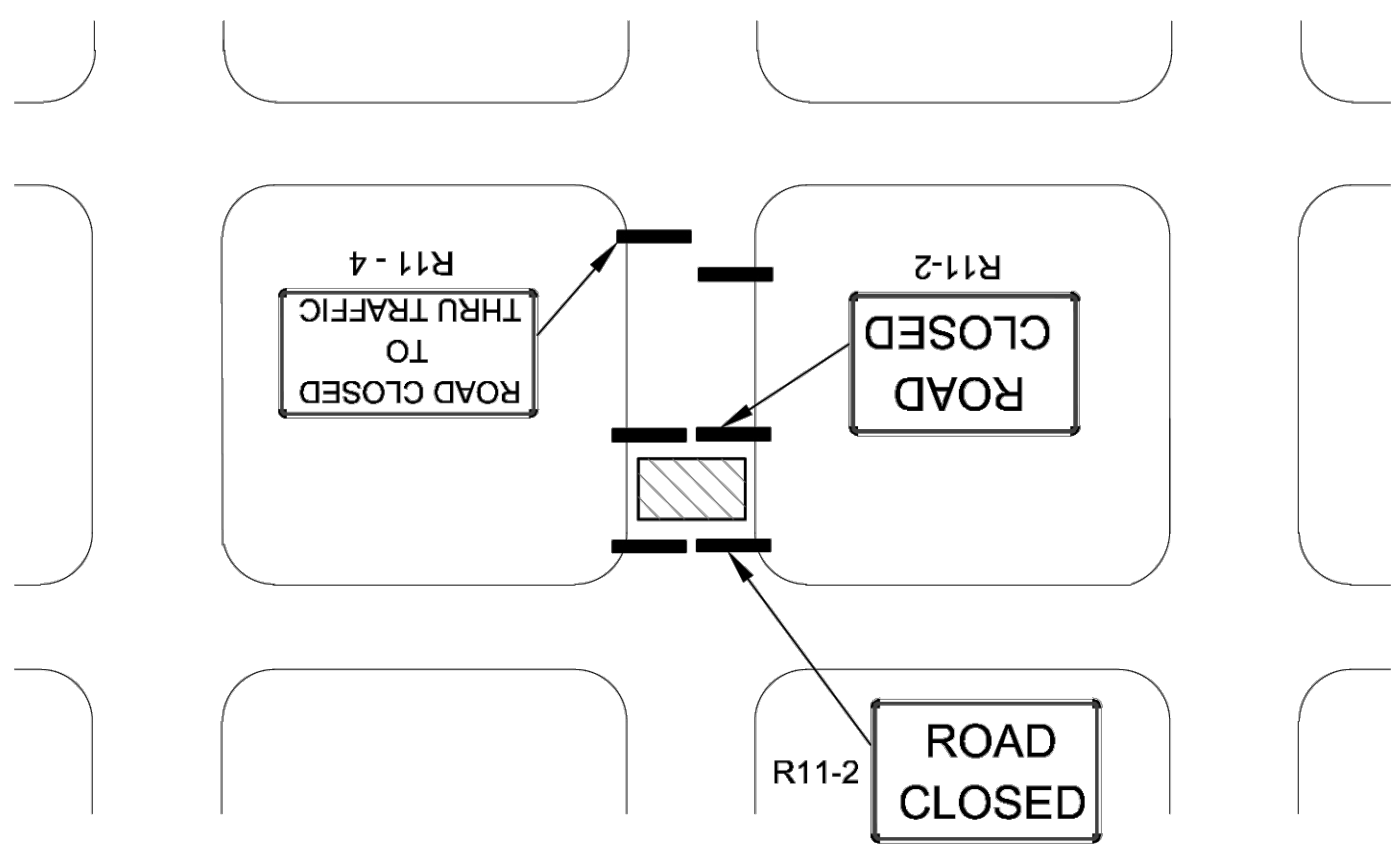 R11 - 4
ROAD CLOSED
TO
THRU TRAFFIC
R11-2
ROAD
CLOSED
R11-2
ROAD
CLOSED